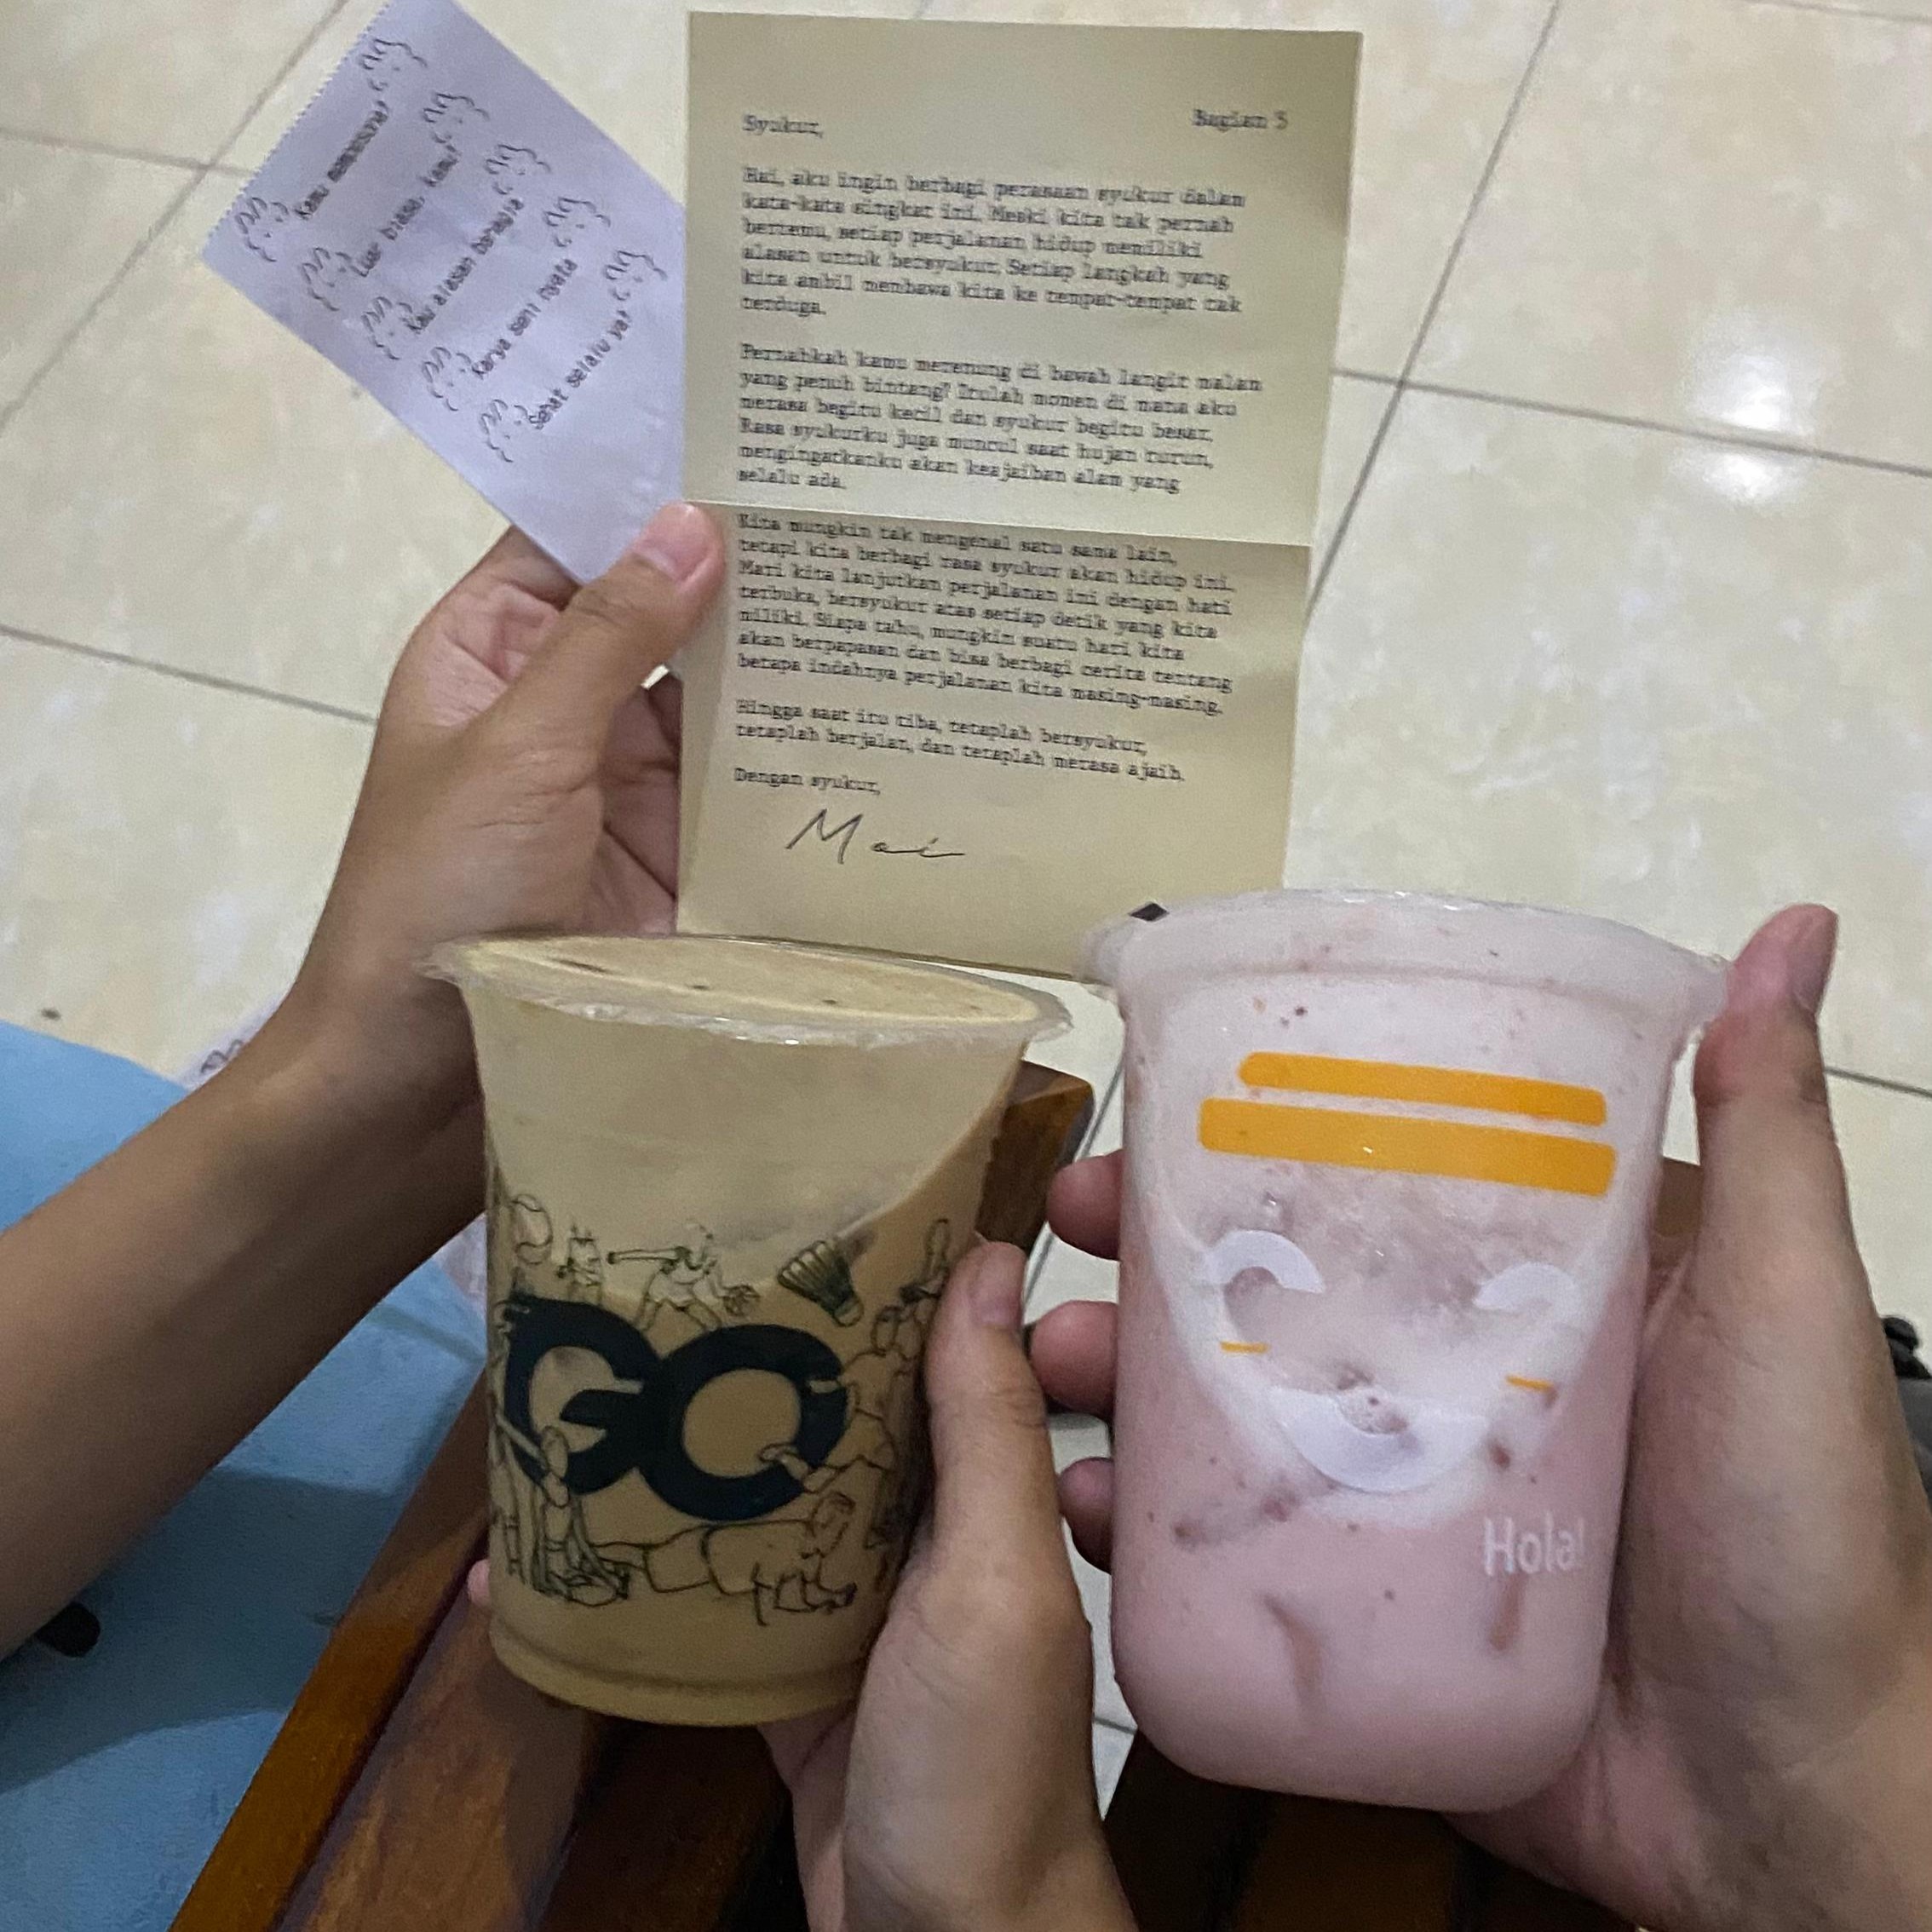 Kamu mempesona!
Luar biasa, kamu!
Kau alasan bahagia
Karya seni nyata
Sehat selalu ya!
Syukur,
Bagian 5
Hai, aku ingin berbagi perasaan syukur dalam
kata-kata singkat ini. Meski kita tak pernah
bertemu, setiap perjalanan hidup memiliki
alasan untuk bersyukur. Setiap langkah yang
kita ambil membawa kita ke tempat-tempat tak
terduga.
Pernahkah kamu merenung di bawah langit malam
yang penuh bintang? Itulah momen di mana aku
merasa begitu kecil dan syukur begitu besar.
Rasa syukurku juga muncul saat hujan turun,
mengingatkanku akan keajaiban alam yang
selalu ada.
Kita mungkin tak mengenal satu sama lain,
tetapi kita berbagi rasa syukur akan hidup ini.
Mari kita lanjutkan perjalanan ini dengan hati
terbuka, bersyukur atas setiap detik yang kita
miliki. Siapa tahu, mungkin suatu hari kita
akan berpapasan dan bisa berbagi cerita tentang
betapa indahnya perjalanan kita masing-masing.
Hingga saat itu tiba, tetaplah bersyukur,
tetaplah berjalan, dan tetaplah merasa ajaib.
Dengan syukur,
Moi
GO
Hola!